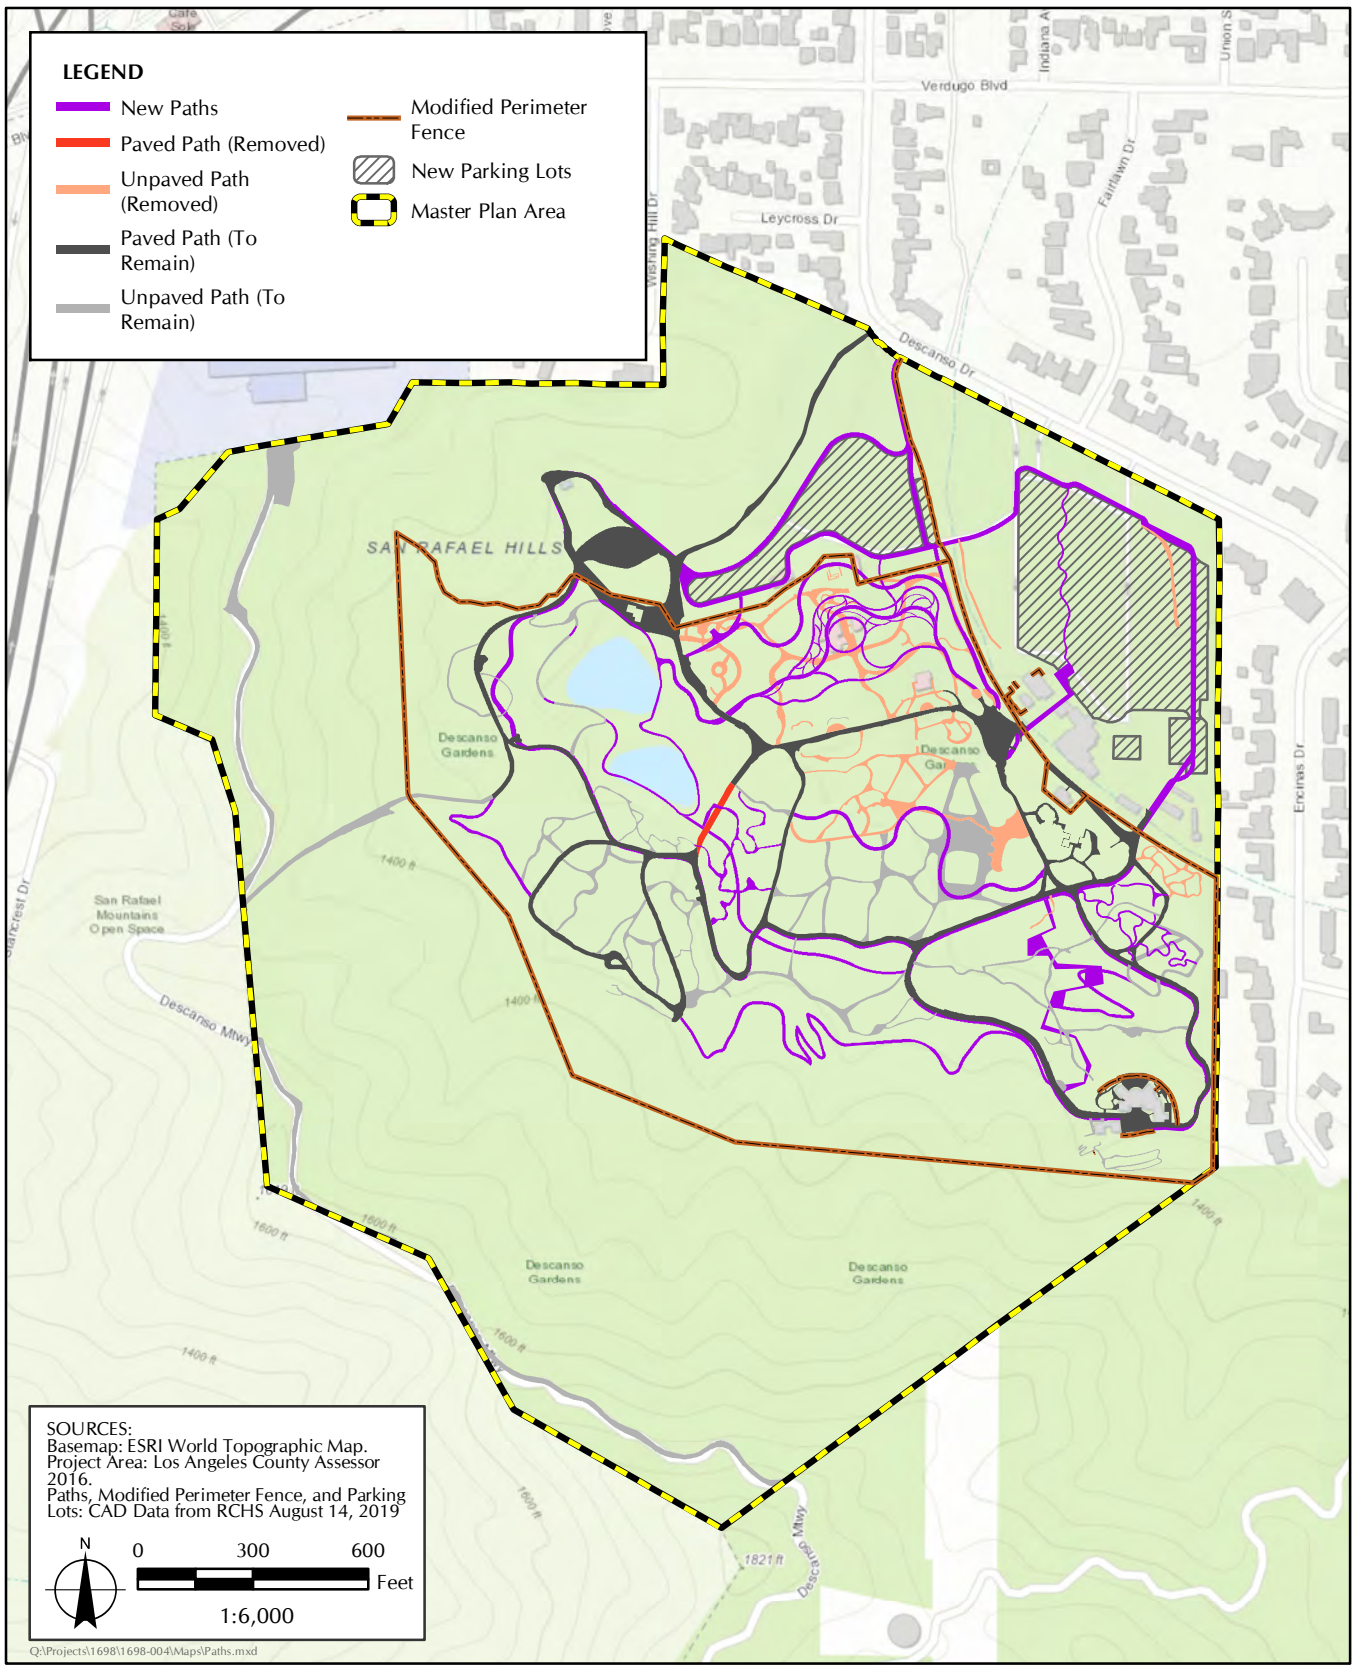 Cafe
Sole
LEGEND
New Paths
Paved Path (Removed)
Unpaved Path
(Removed)
Paved Path (To
Remain)
Unpaved Path (To
Remain)
Modified Perimeter
Fence
New Parking Lots
Master Plan Area
Indiana A
Union S
Verdugo Blvd
Fairlawn Dr
Leycross Dr
Wishing Hill Dr
Descanso Dr
SAN RAFAEL HILLS
1400 ft
Descanso
Gardens
Descanso
Encinas Dr
1400 ft
San Rafael
Mountains
Open Space
1400 ft
Descanso Mtwy
1600 ft
1600 ft
1400 ft
Descanso
Gardens
Descanso
Gardens
1600 ft
1400 ft
1600 ft
1821 ft
Descanso Mtwy
SOURCES:
Basemap: ESRI World Topographic Map.
Project Area: Los Angeles County Assessor
2016.
Paths, Modified Perimeter Fence, and Parking
Lots: CAD Data from RCHS August 14, 2019
N
0 300 600
Feet
1:6,000
Q:\Projects\1698\1698-004\Maps\Paths.mxd